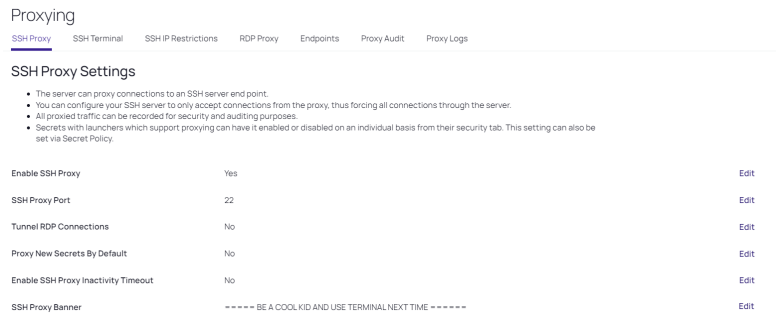 Proxying
SSH Proxy SSH Terminal SSH IP Restrictions RDP Proxy Endpoints Proxy Audit Proxy Logs
SSH Proxy Settings
• The server can proxy connections to an SSH server end point.
• You can configure your SSH server to only accept connections from the proxy, thus forcing all connections through the server.
• All proxied traffic can be recorded for security and auditing purposes.
• Secrets with launchers which support proxying can have it enabled or disabled on an individual basis from their security tab. This setting can also be
set via Secret Policy.
Enable SSH Proxy Yes Edit
SSH Proxy Port 22 Edit
Tunnel RDP Connections No Edit
Proxy New Secrets By Default No Edit
Enable SSH Proxy Inactivity Timeout No Edit
SSH Proxy Banner ===== BE A COOL KID AND USE TERMINAL NEXT TIME ====== Edit